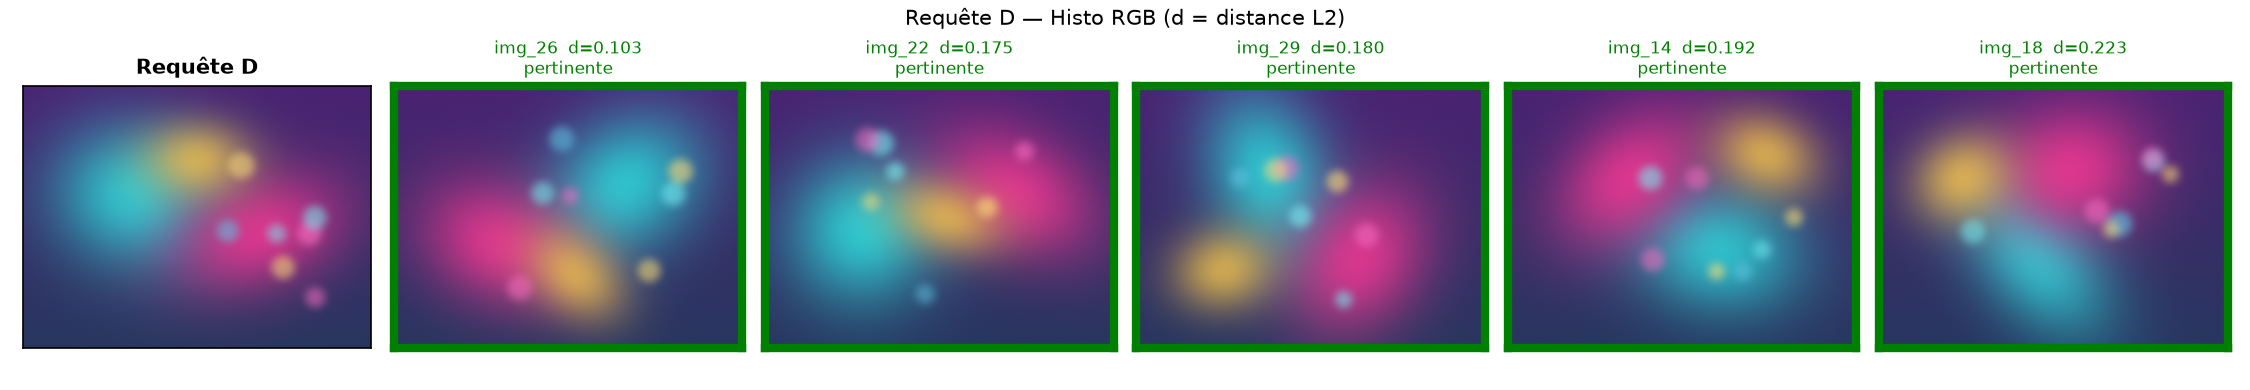 Requête D — Histo RGB (d = distance L2)
Requête D
img_26 d=0.103
pertinente
img_22 d=0.175
pertinente
img_29 d=0.180
pertinente
img_14 d=0.192
pertinente
img_18 d=0.223
pertinente